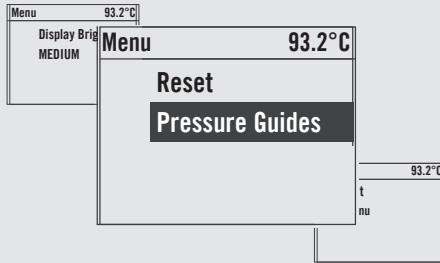 Menu 93.2°C
Display Brig
MEDIUM
Menu 93.2°C
Reset
Pressure Guides
93.2°C
t
nu